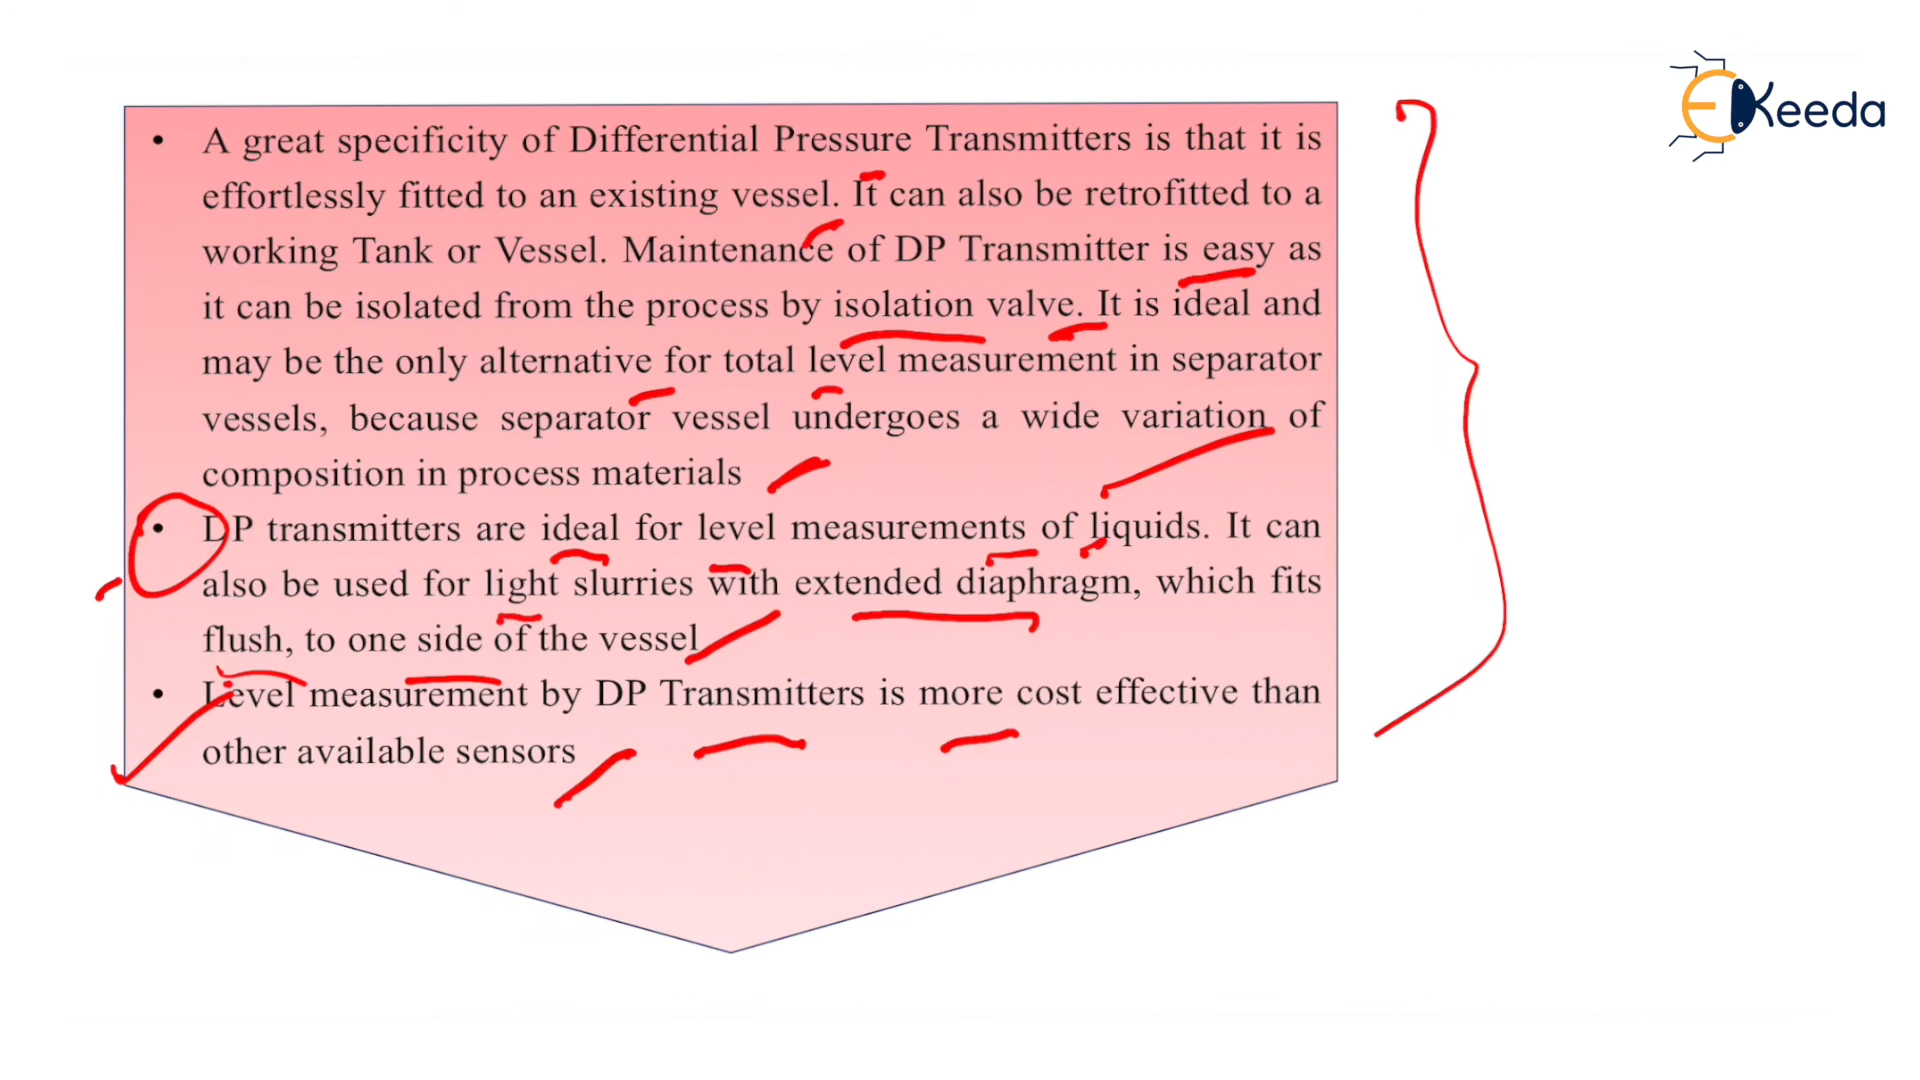 • A great specificity of Differential Pressure Transmitters is that it is
effortlessly fitted to an existing vessel. It can also be retrofitted to a
working Tank or Vessel. Maintenance of DP Transmitter is easy as
it can be isolated from the process by isolation valve. It is ideal and
may be the only alternative for total level measurement in separator
vessels, because separator vessel undergoes a wide variation of
composition in process materials
• DP transmitters are ideal for level measurements of liquids. It can
also be used for light slurries with extended diaphragm, which fits
flush, to one side of the vessel
• Level measurement by DP Transmitters is more cost effective than
other available sensors
EKeeda